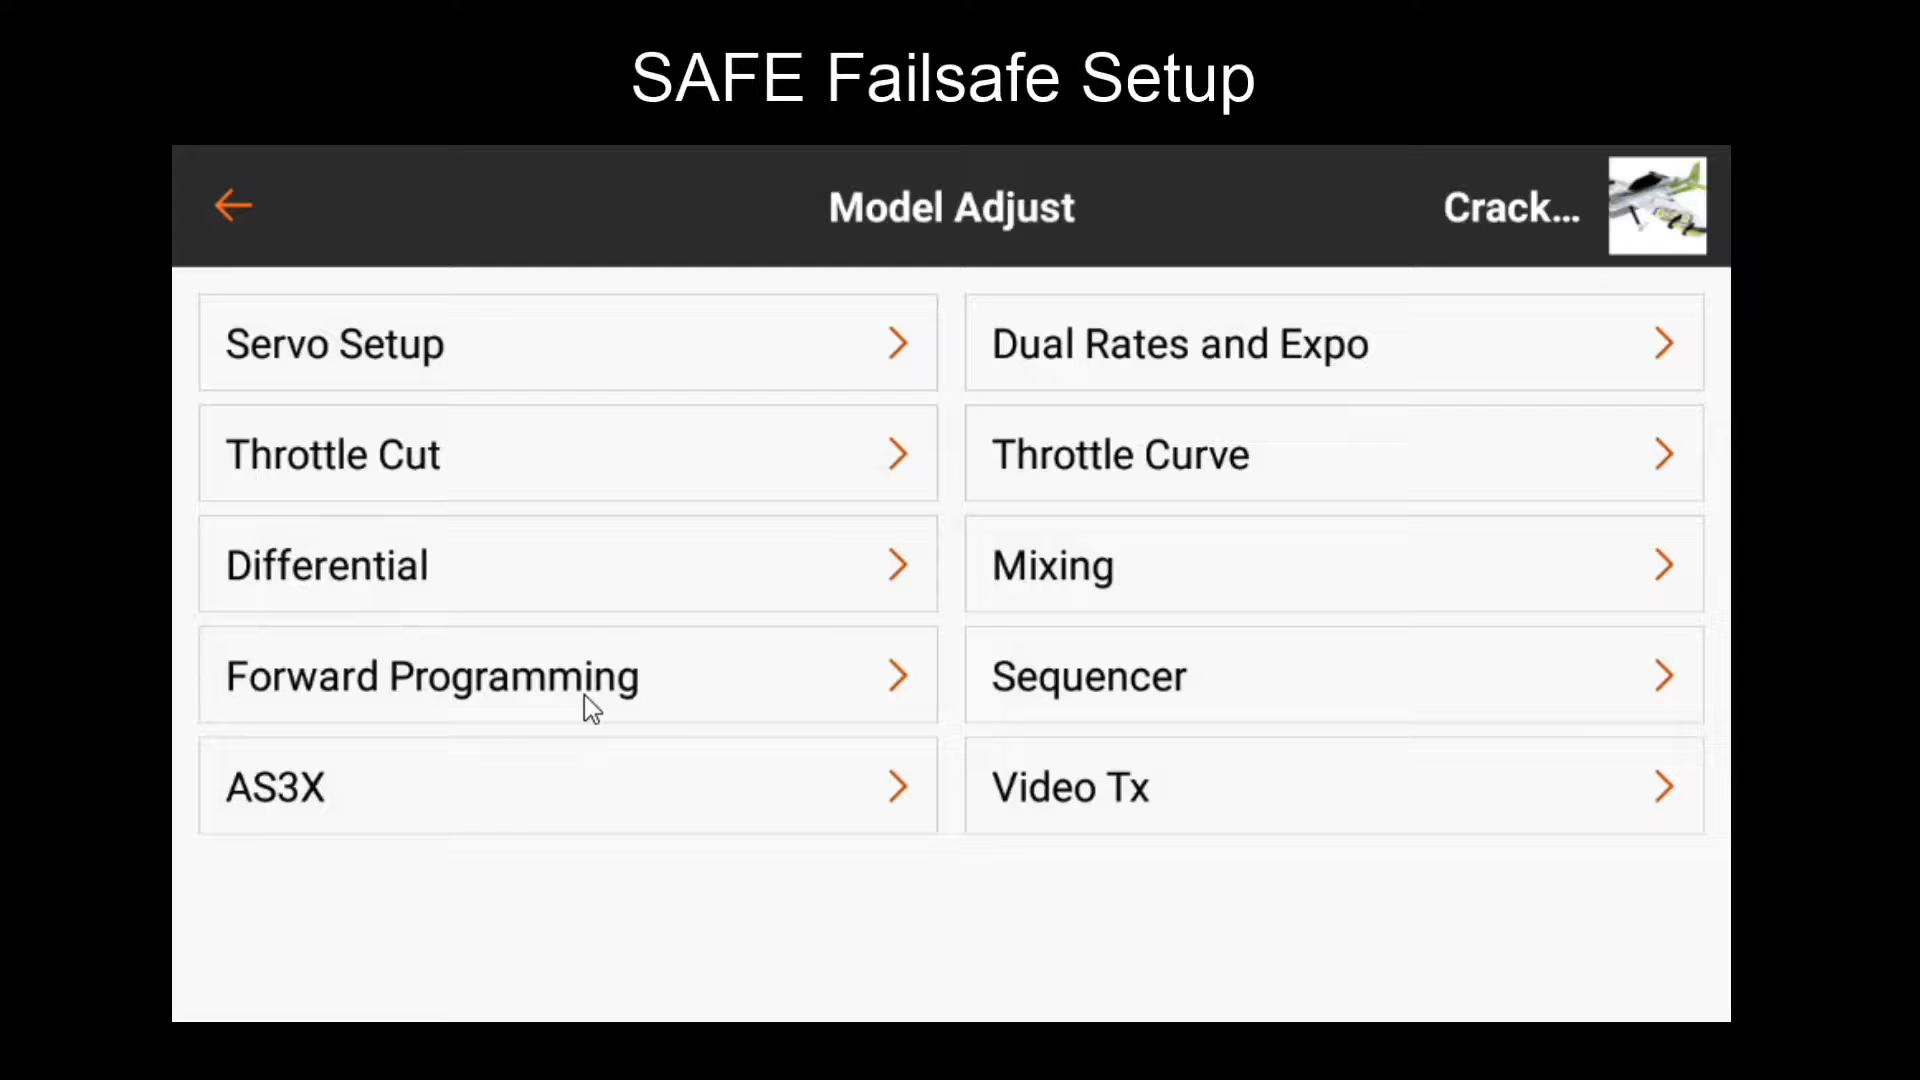 SAFE Failsafe Setup
Model Adjust
Crack...
Servo Setup
Dual Rates and Expo
Throttle Cut
Throttle Curve
Differential
Mixing
Forward Programming
Sequencer
AS3X
Video Tx